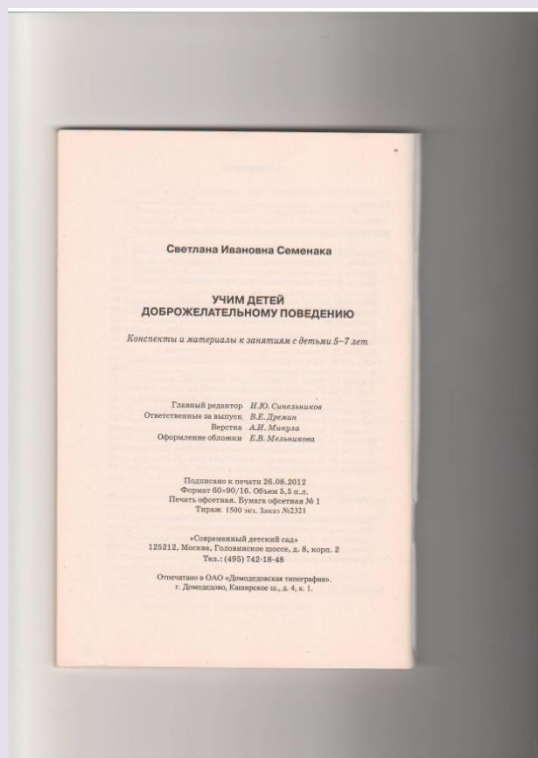 Светлана Ивановна Семенака
УЧИМ ДЕТЕЙ
ДОБРОЖЕЛАТЕЛЬНОМУ ПОВЕДЕНИЮ
Конспекты и материалы к занятиям с детьми 5–7 лет
Главный редактор И.Ю. Синельников
Ответственные за выпуск В.Е. Дремин
Верстка А.И. Микула
Оформление обложки Е.В. Мельникова
Подписано к печати 26.08.2012
Формат 60×90/16. Объем 5,5 п.л.
Печать офсетная. Бумага офсетная № 1
Тираж 1500 экз. Заказ №2321
«Современный детский сад»
125212, Москва, Головинское шоссе, д. 8, корп. 2
Тел.: (495) 742-18-48
Отпечатано в ОАО «Домодедовская типография».
г. Домодедово, Каширское ш., д. 4, к. 1.